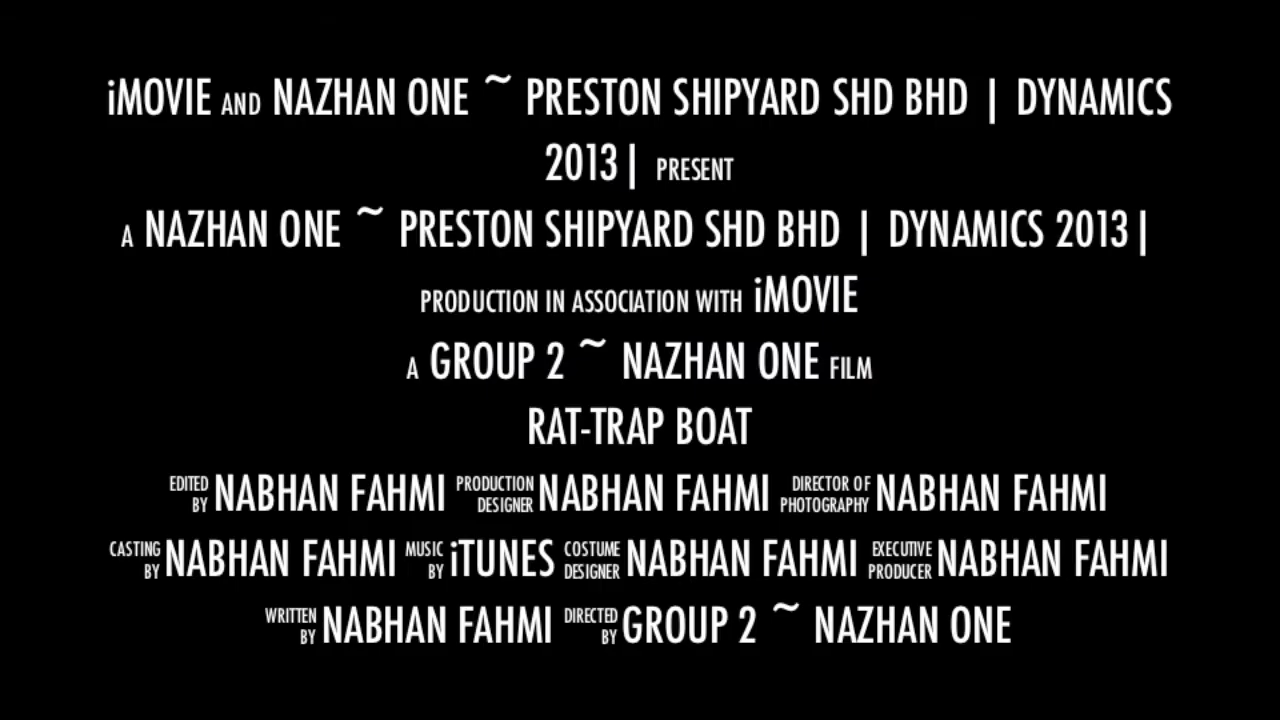 iMOVIE AND NAZHAN ONE ~ PRESTON SHIPYARD SHD BHD | DYNAMICS
2013| PRESENT
A NAZHAN ONE ~ PRESTON SHIPYARD SHD BHD | DYNAMICS 2013|
PRODUCTION IN ASSOCIATION WITH iMOVIE
A GROUP 2 ~ NAZHAN ONE FILM
RAT-TRAP BOAT
EDITED BY NABHAN FAHMI PRODUCTION DESIGNER NABHAN FAHMI DIRECTOR OF PHOTOGRAPHY NABHAN FAHMI
CASTING BY NABHAN FAHMI MUSIC BY iTUNES COSTUME DESIGNER NABHAN FAHMI EXECUTIVE PRODUCER NABHAN FAHMI
WRITTEN BY NABHAN FAHMI DIRECTED BY GROUP 2 ~ NAZHAN ONE